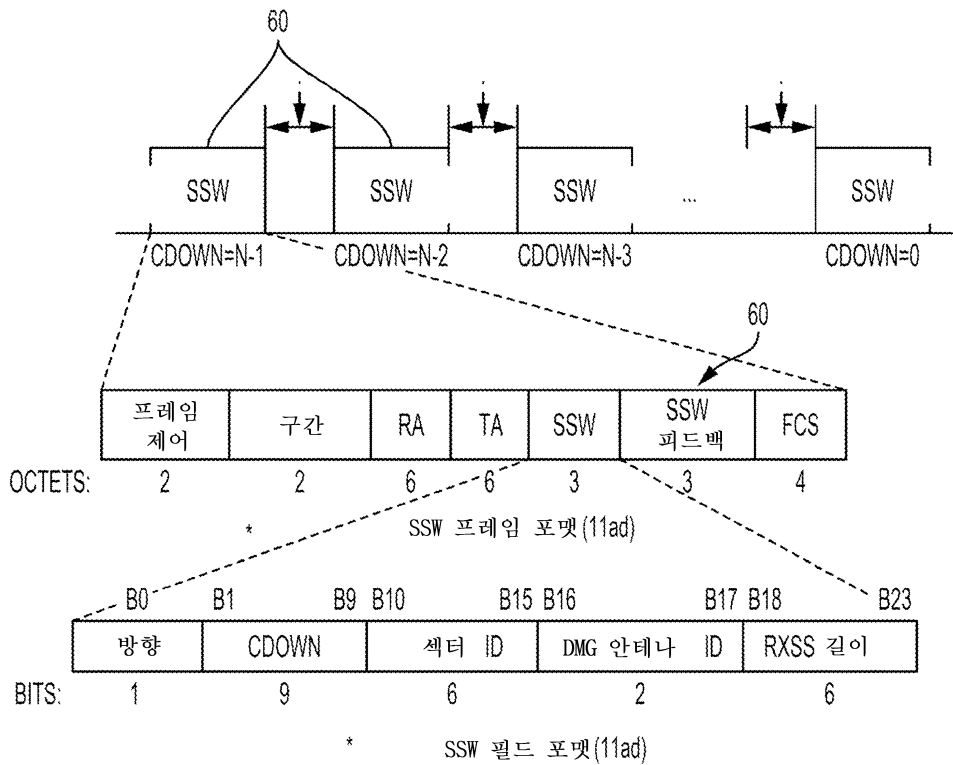 60
SSW SSW SSW ... SSW
CDOWN=N-1 CDOWN=N-2 CDOWN=N-3 CDOWN=0
60
프레임 제어 구간 RA TA SSW SSW 피드백 FCS
OCTETS: 2 2 6 6 3 3 4
* SSW 프레임 포맷(11ad)
B0 B1 B9 B10 B15 B16 B17 B18 B23
방향 CDOWN 섹터 ID DMG 안테나 ID RXSS 길이
BITS: 1 9 6 2 6
* SSW 필드 포맷(11ad)